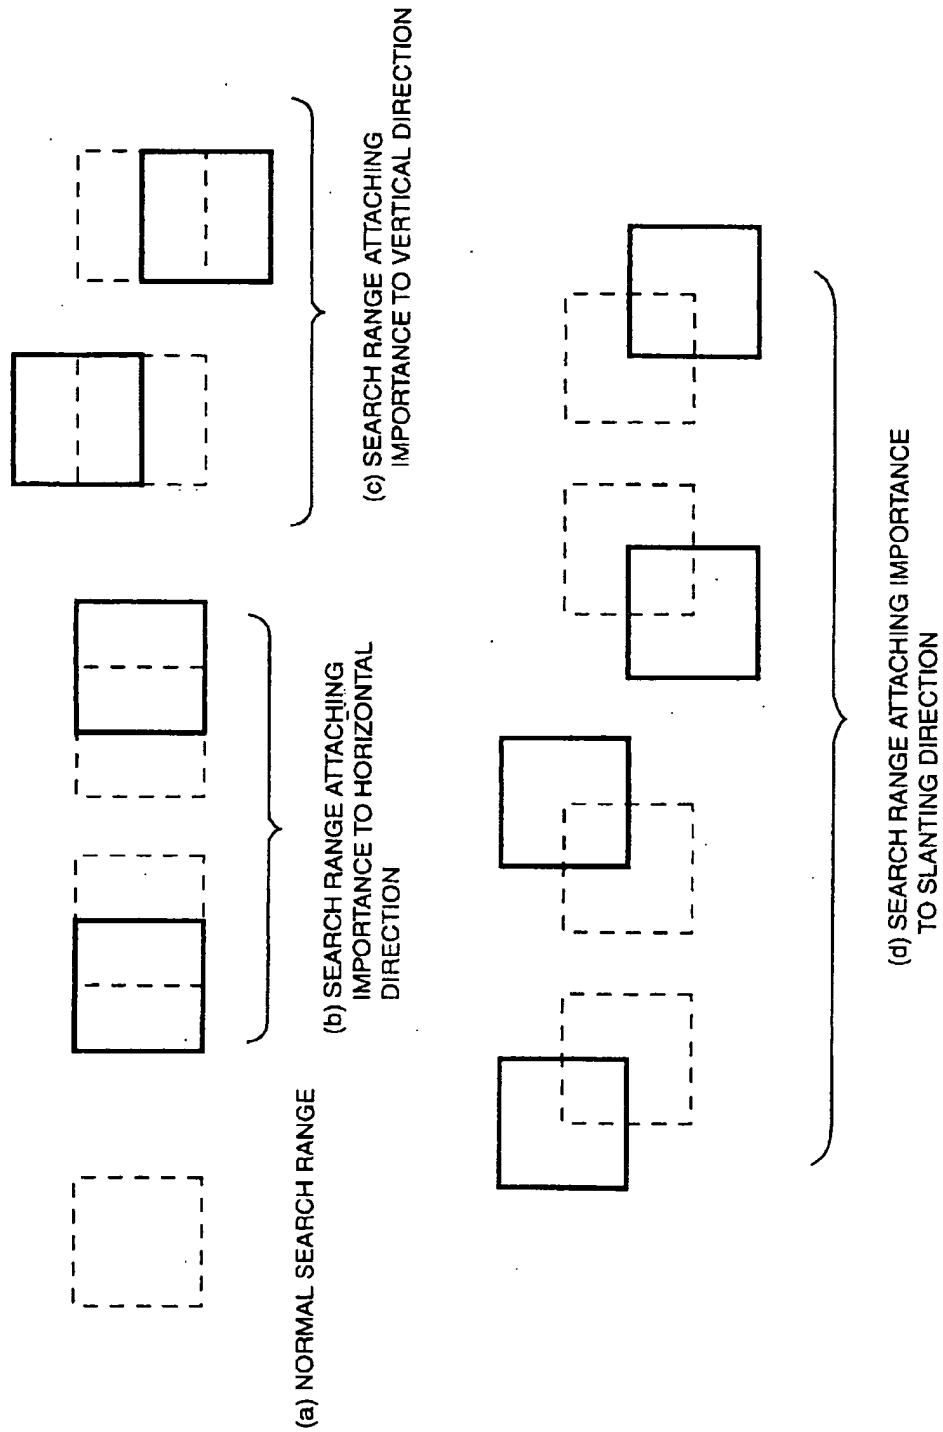 (a) NORMAL SEARCH RANGE
(b) SEARCH RANGE ATTACHING
IMPORTANCE TO HORIZONTAL
DIRECTION
(c) SEARCH RANGE ATTACHING
IMPORTANCE TO VERTICAL DIRECTION
(d) SEARCH RANGE ATTACHING IMPORTANCE
TO SLANTING DIRECTION